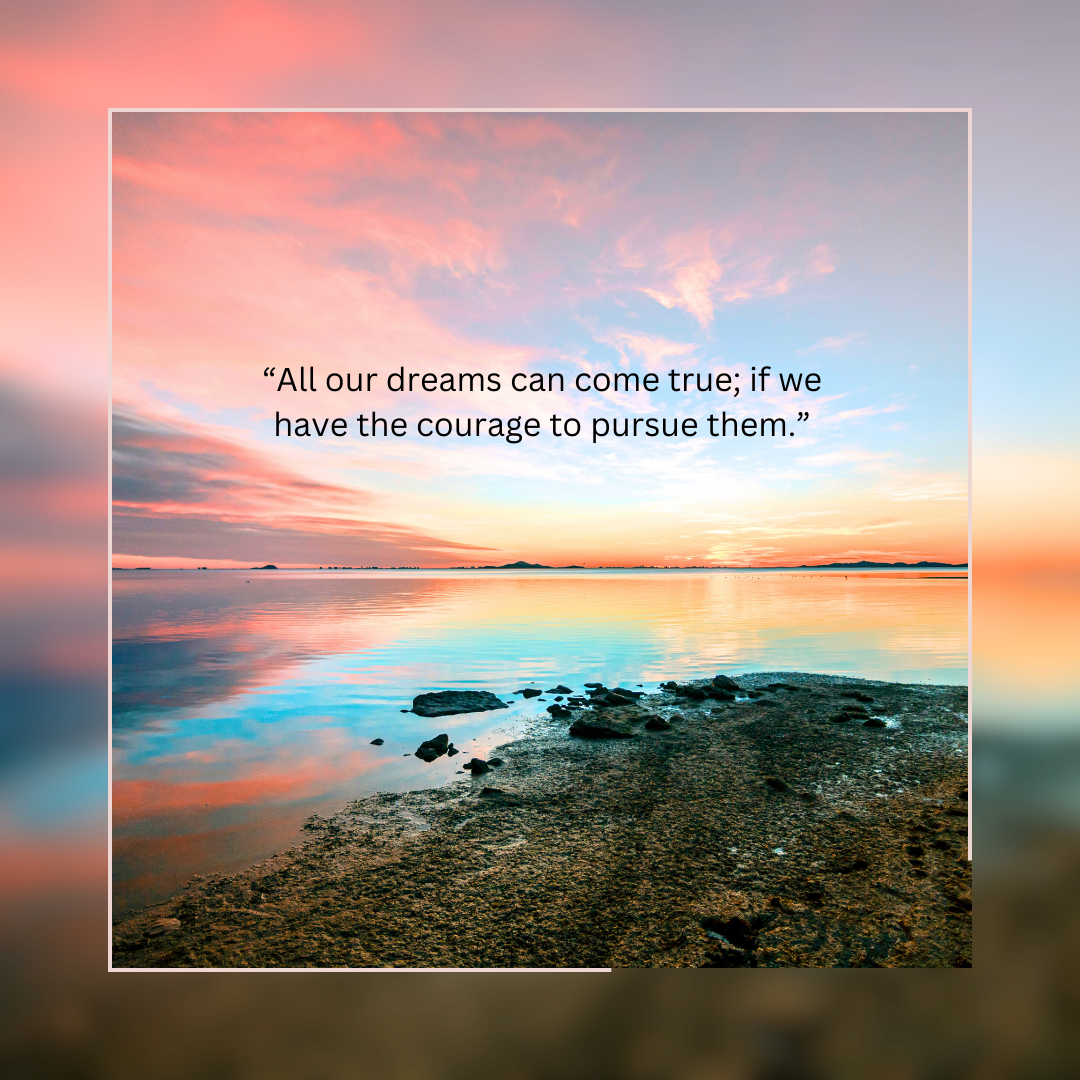 “All our dreams can come true; if we
have the courage to pursue them.”